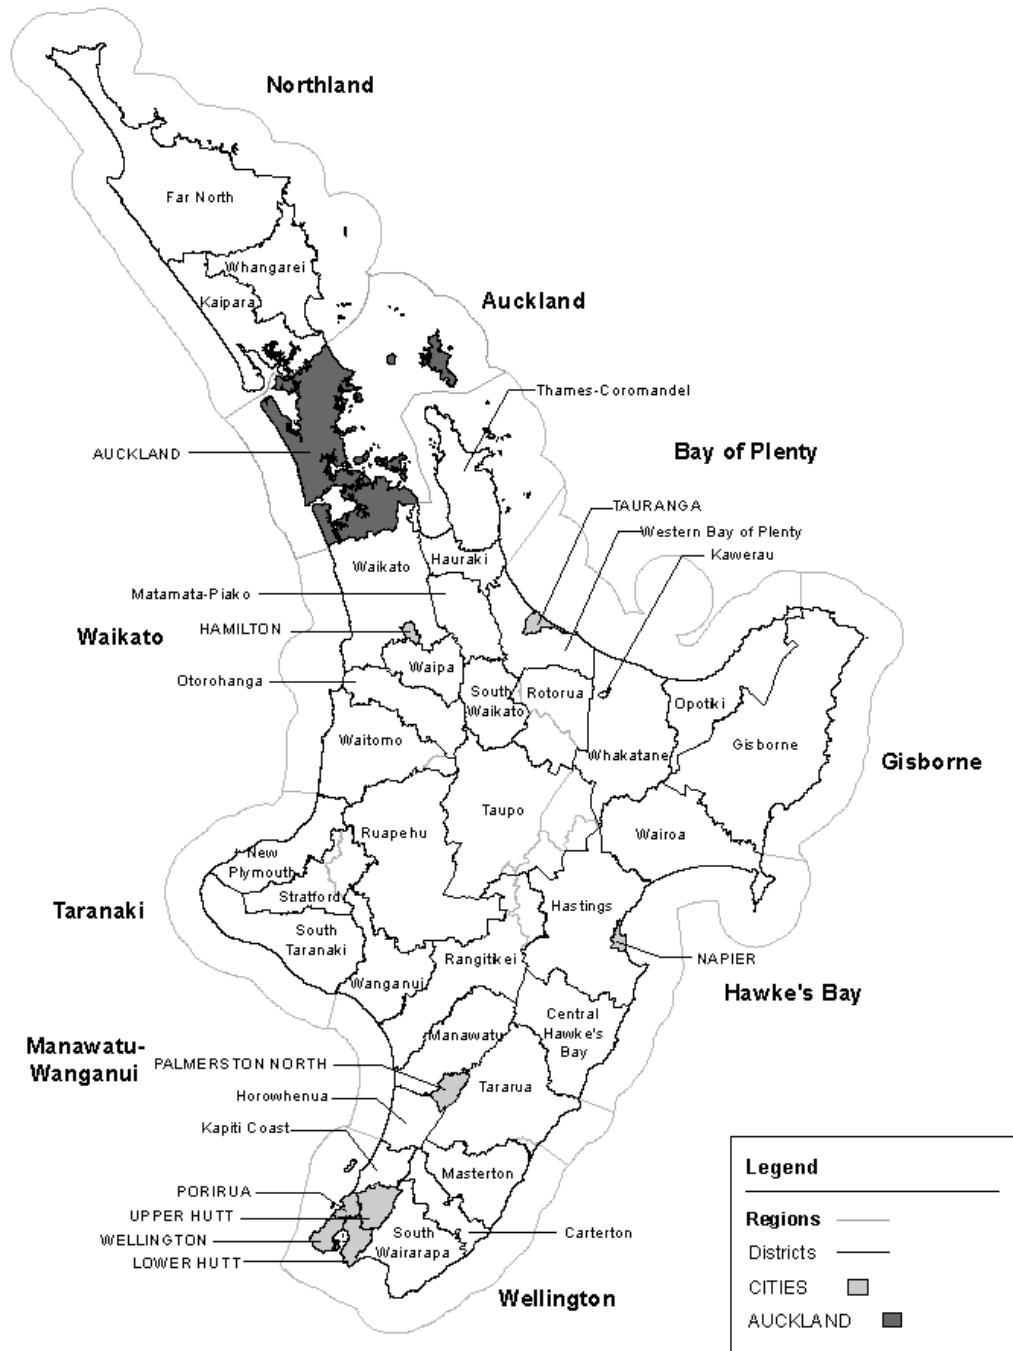 Northland
Far North
Whangarei
Kaipara
Auckland
Thames-Coromandel
AUCKLAND
Bay of Plenty
TAURANGA
Western Bay of Plenty
Kawerau
Hauraki
Waikato
Matamata-Piako
Waikato
HAMILTON
Waipa
Otorohanga
South
Waikato
Rotorua
Opotiki
Waitomo
Whakatane
Gisborne
Gisborne
Taupo
Ruapehu
Wairoa
New
Plymouth
Stratford
Taranaki
Hastings
South
Taranaki
Rangitikei
NAPIER
Wanganui
Hawke's Bay
Central
Hawke's
Bay
Manawatu
Manawatu-
Wanganui
PALMERSTON NORTH
Tararua
Horowhenua
Kapiti Coast
Masterton
PORIRUA
UPPER HUTT
WELLINGTON
LOWER HUTT
South
Wairarapa
Carterton
Wellington
Legend
Regions
Districts
CITIES
AUCKLAND